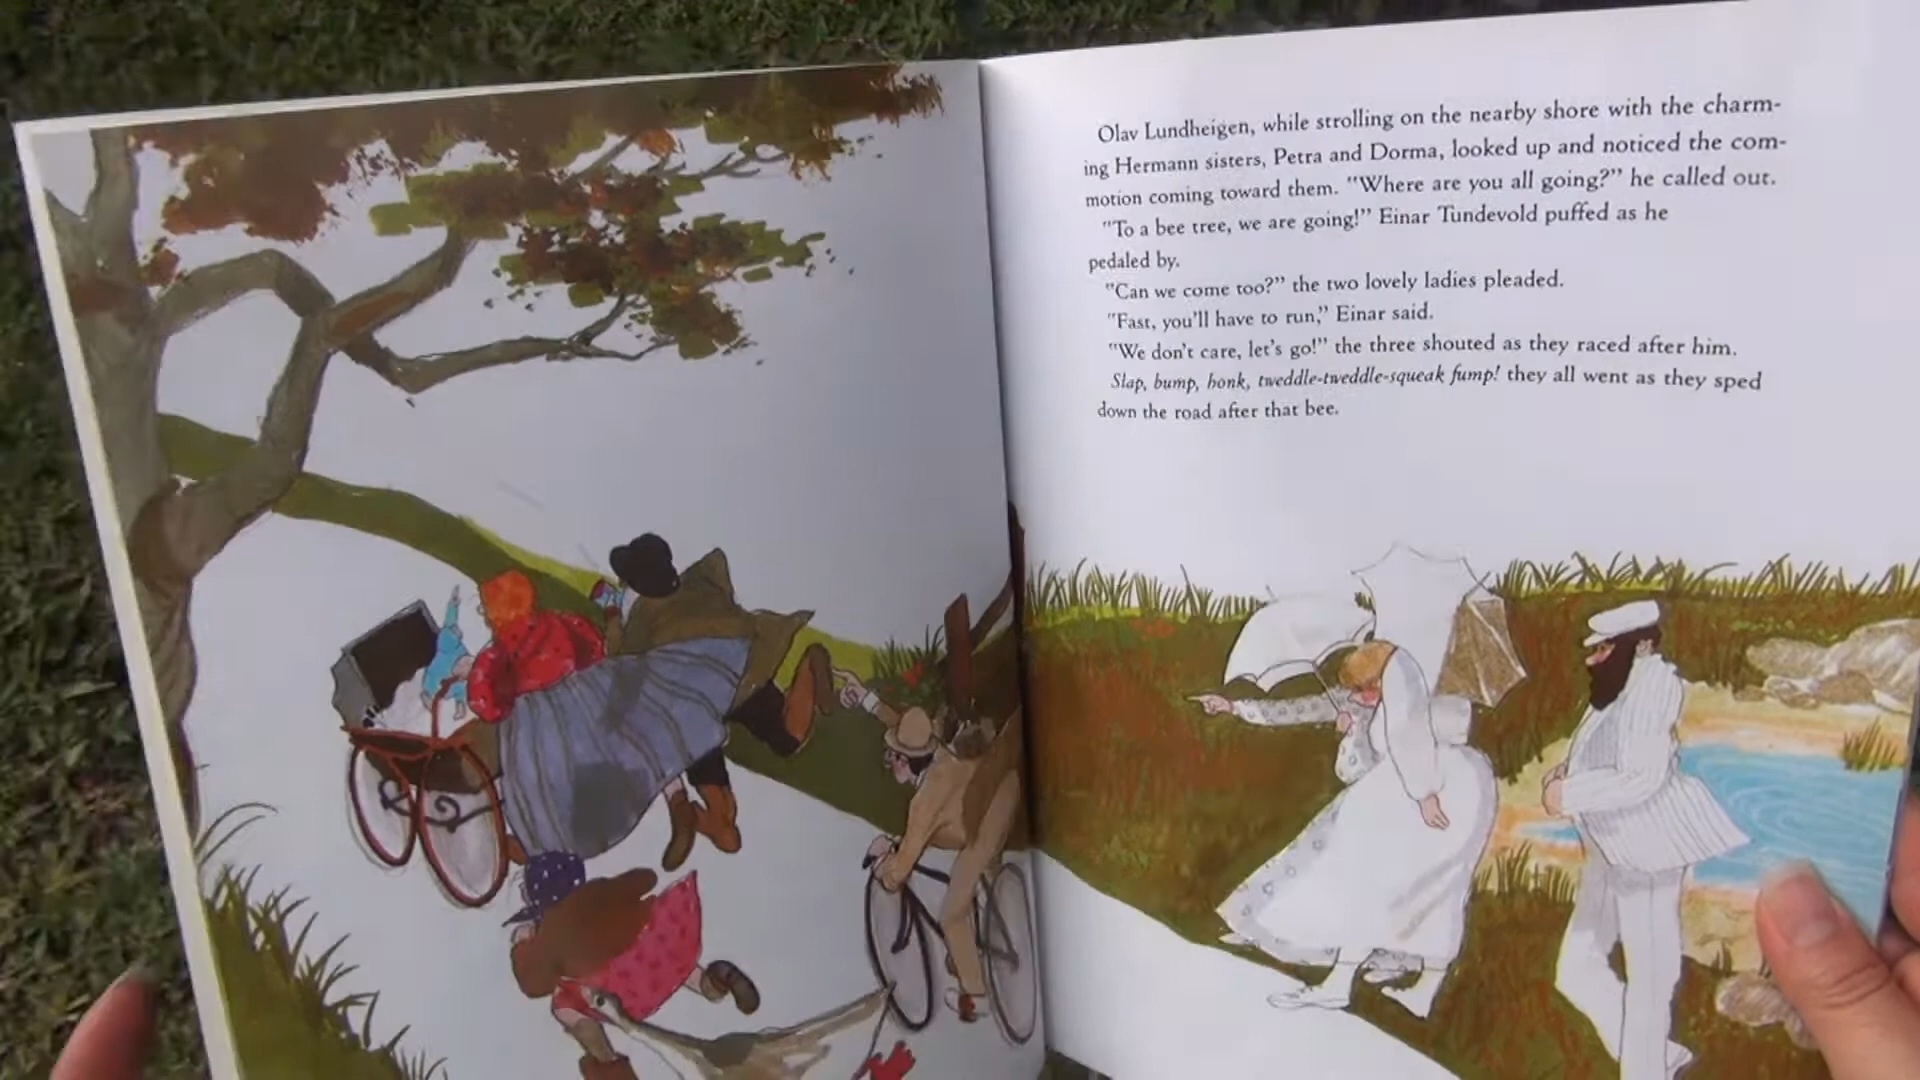 Olav Lundheigen, while strolling on the nearby shore with the charm-
ing Hermann sisters, Petra and Dorma, looked up and noticed the com-
motion coming toward them. "Where are you all going?" he called out.
"To a bee tree, we are going!" Einar Tundevold puffed as he
pedaled by.
"Can we come too?" the two lovely ladies pleaded.
"Fast, you'll have to run," Einar said.
"We don't care, let's go!" the three shouted as they raced after him.
Slap, bump, honk, tweddle-tweddle-squeak fump! they all went as they sped
down the road after that bee.